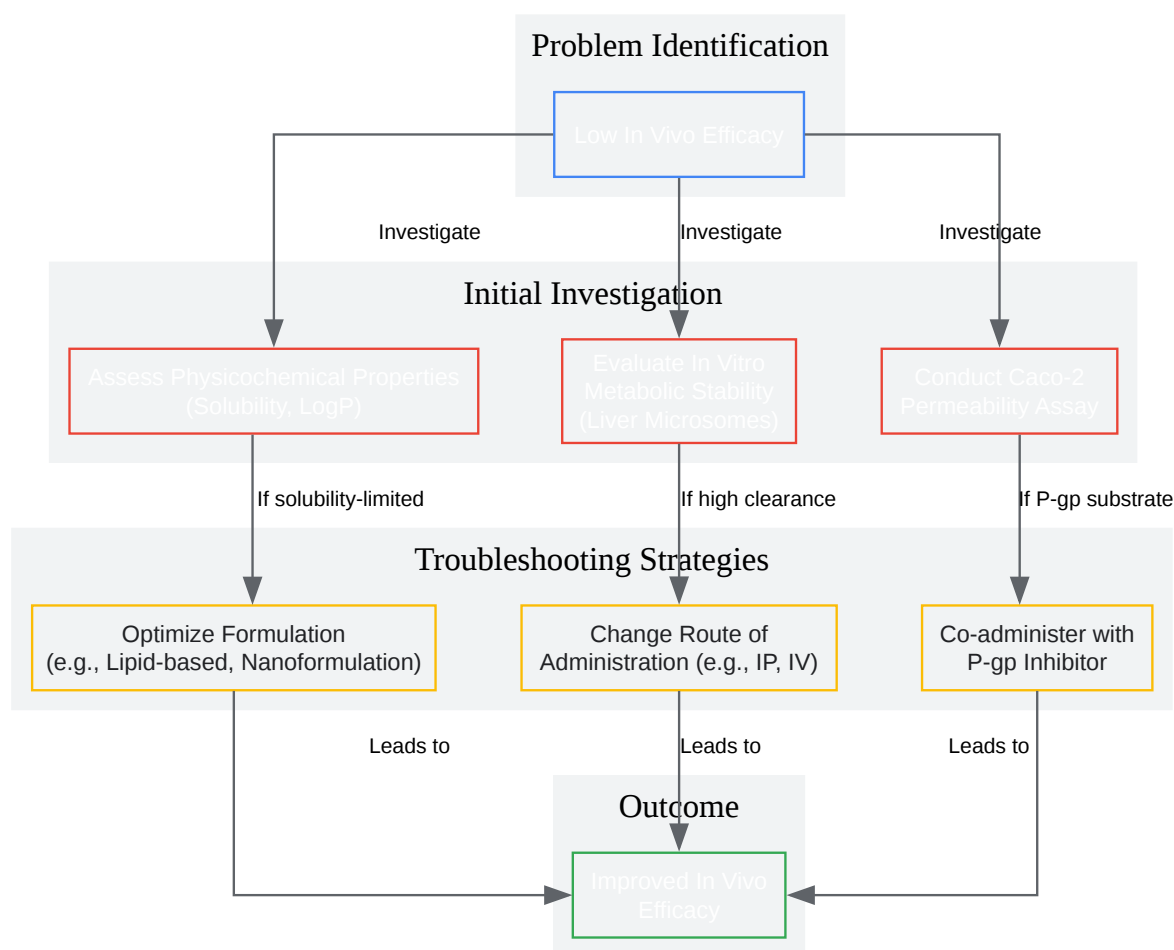 Problem Identification
Low In Vivo Efficacy
Investigate
Investigate
Investigate
Initial Investigation
Assess Physicochemical Properties
(Solubility, LogP)
Evaluate In Vitro
Metabolic Stability
(Liver Microsomes)
Conduct Caco-2
Permeability Assay
If solubility-limited
If high clearance
If P-gp substrate
Troubleshooting Strategies
Optimize Formulation
(e.g., Lipid-based, Nanoformulation)
Change Route of
Administration (e.g., IP, IV)
Co-administer with
P-gp Inhibitor
Leads to
Leads to
Leads to
Outcome
Improved In Vivo
Efficacy